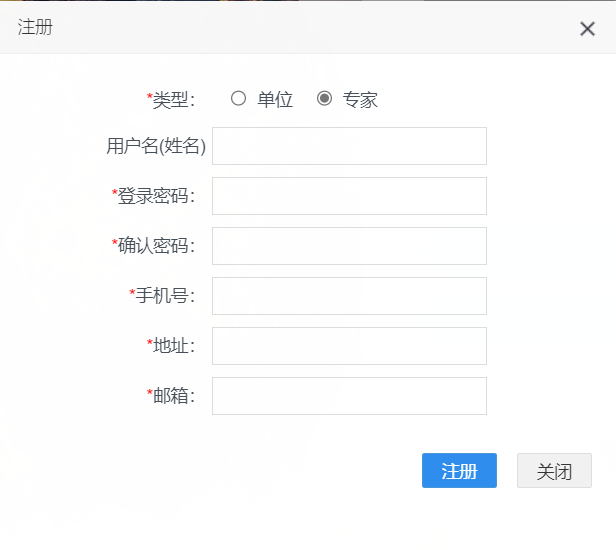 注册
*类型： 单位 专家
用户名(姓名)
*登录密码：
*确认密码：
*手机号：
*地址：
*邮箱：
注册 关闭